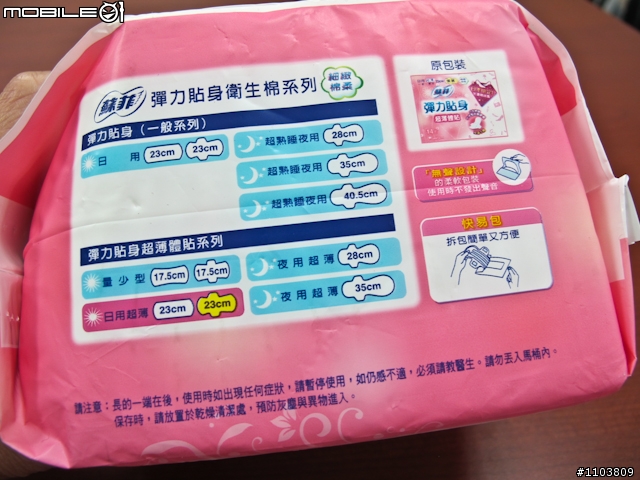 MOBILE01
蘇菲 彈力貼身衛生棉系列 細緻棉柔
彈力貼身(一般系列)
日 用 23cm 23cm
超熟睡夜用 28cm
超熟睡夜用 35cm
超熟睡夜用 40.5cm
彈力貼身超薄體貼系列
量少型 17.5cm 17.5cm
日用超薄 23cm 23cm
夜用超薄 28cm
夜用超薄 35cm
原包裝
蘇菲
彈力貼身
超薄體貼
「無聲設計」
的柔軟包裝
使用時不發出聲音
快易包
拆包簡單又方便
請注意：長的一端在後，使用時如出現任何症狀，請暫停使用，如仍感不適，必須請教醫生。請勿丟入馬桶內。
保存時，請放置於乾燥清潔處，預防灰塵與異物進入。
#1103809